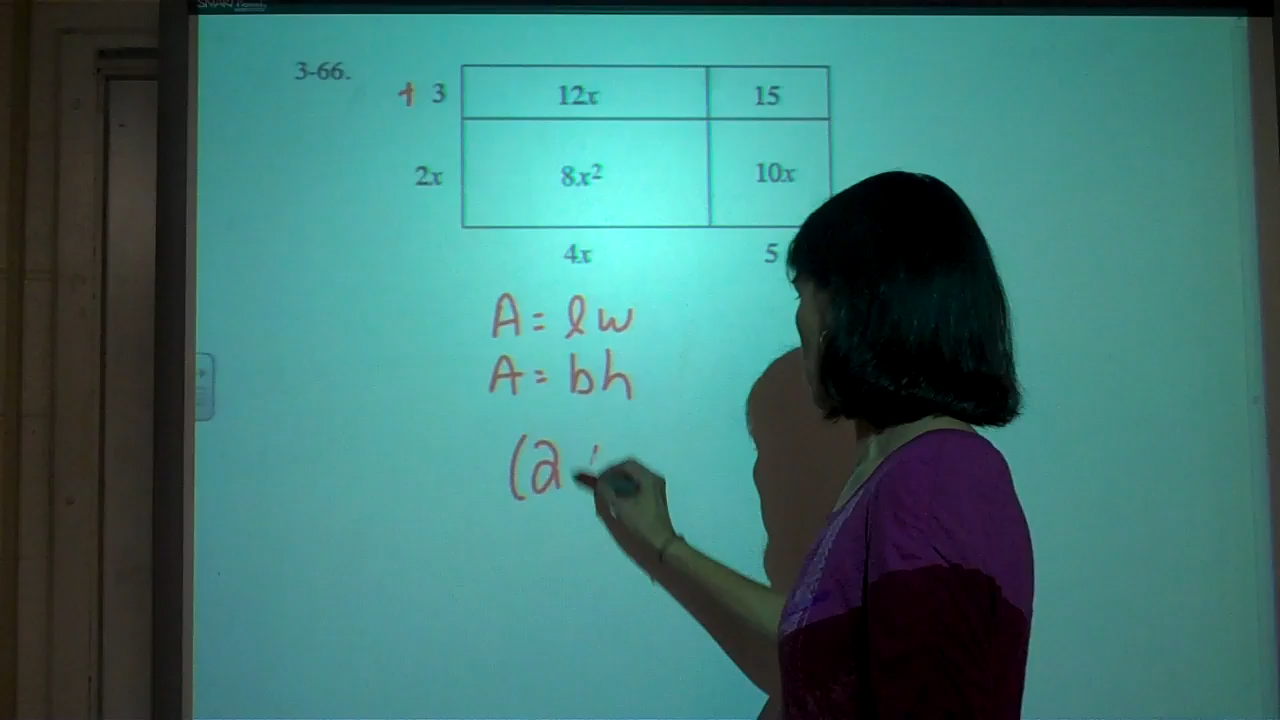 3-66.
+ 3 12x 15
2x 8x² 10x
4x 5
A = lw
A = bh
(2